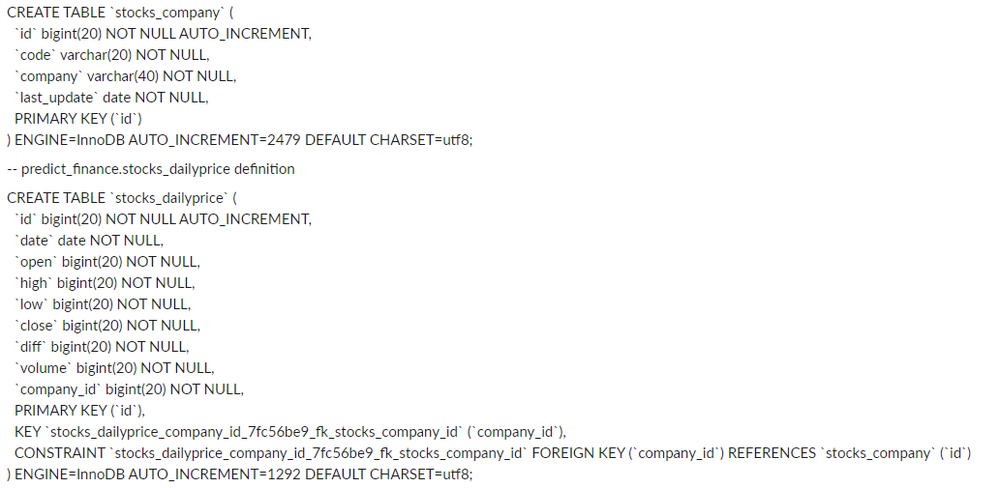 CREATE TABLE `stocks_company` (
`id` bigint(20) NOT NULL AUTO_INCREMENT,
`code` varchar(20) NOT NULL,
`company` varchar(40) NOT NULL,
`last_update` date NOT NULL,
PRIMARY KEY (`id`)
) ENGINE=InnoDB AUTO_INCREMENT=2479 DEFAULT CHARSET=utf8;
-- predict_finance.stocks_dailyprice definition
CREATE TABLE `stocks_dailyprice` (
`id` bigint(20) NOT NULL AUTO_INCREMENT,
`date` date NOT NULL,
`open` bigint(20) NOT NULL,
`high` bigint(20) NOT NULL,
`low` bigint(20) NOT NULL,
`close` bigint(20) NOT NULL,
`diff` bigint(20) NOT NULL,
`volume` bigint(20) NOT NULL,
`company_id` bigint(20) NOT NULL,
PRIMARY KEY (`id`),
KEY `stocks_dailyprice_company_id_7fc56be9_fk_stocks_company_id` (`company_id`),
CONSTRAINT `stocks_dailyprice_company_id_7fc56be9_fk_stocks_company_id` FOREIGN KEY (`company_id`) REFERENCES `stocks_company` (`id`)
) ENGINE=InnoDB AUTO_INCREMENT=1292 DEFAULT CHARSET=utf8;